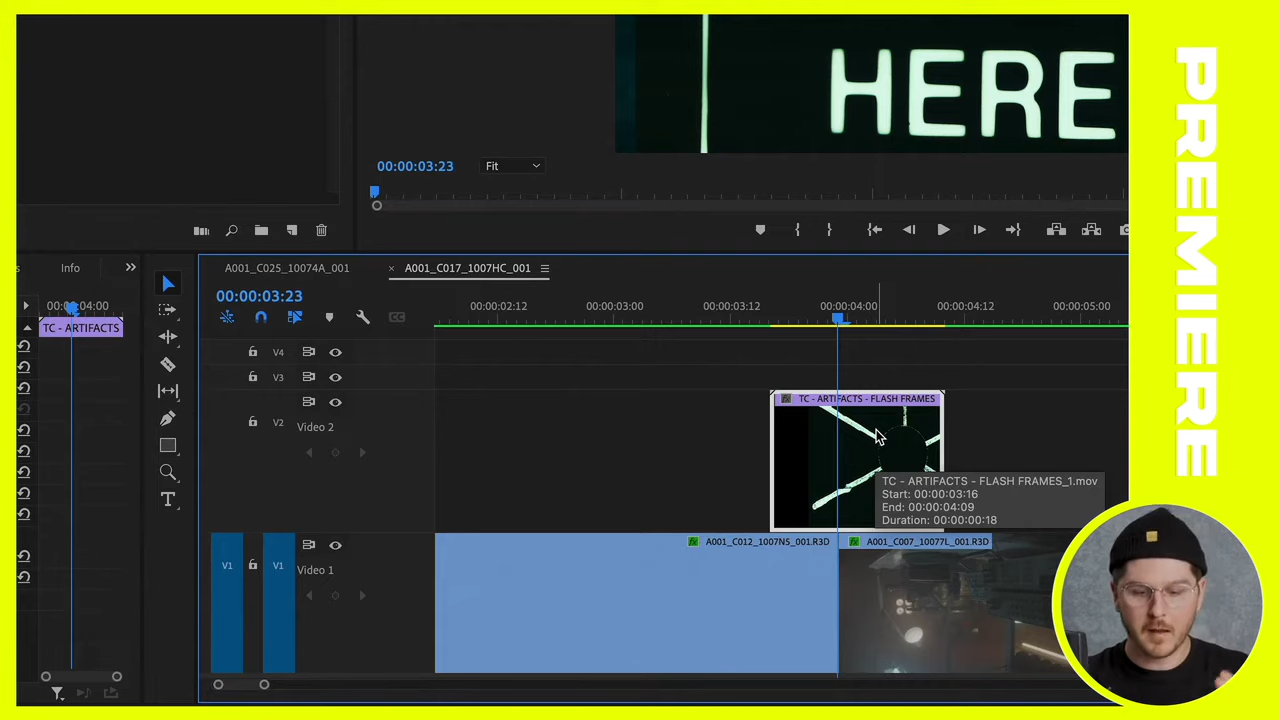 HERE
PREMIERE
00:00:03:23
Fit
Info
A001_C025_10074A_001
× A001_C017_1007HC_001
00:00:04:00
00:00:03:23
00:00:02:12
00:00:03:00
00:00:03:12
00:00:04:00
00:00:04:12
00:00:05:00
TC - ARTIFACTS
V4
V3
fx TC - ARTIFACTS - FLASH FRAMES
V2
Video 2
TC - ARTIFACTS - FLASH FRAMES_1.mov
Start: 00:00:03:16
End: 00:00:04:09
Duration: 00:00:00:18
fx A001_C012_1007N5_001.R3D
fx A001_C007_10077L_001.R3D
V1
V1
Video 1